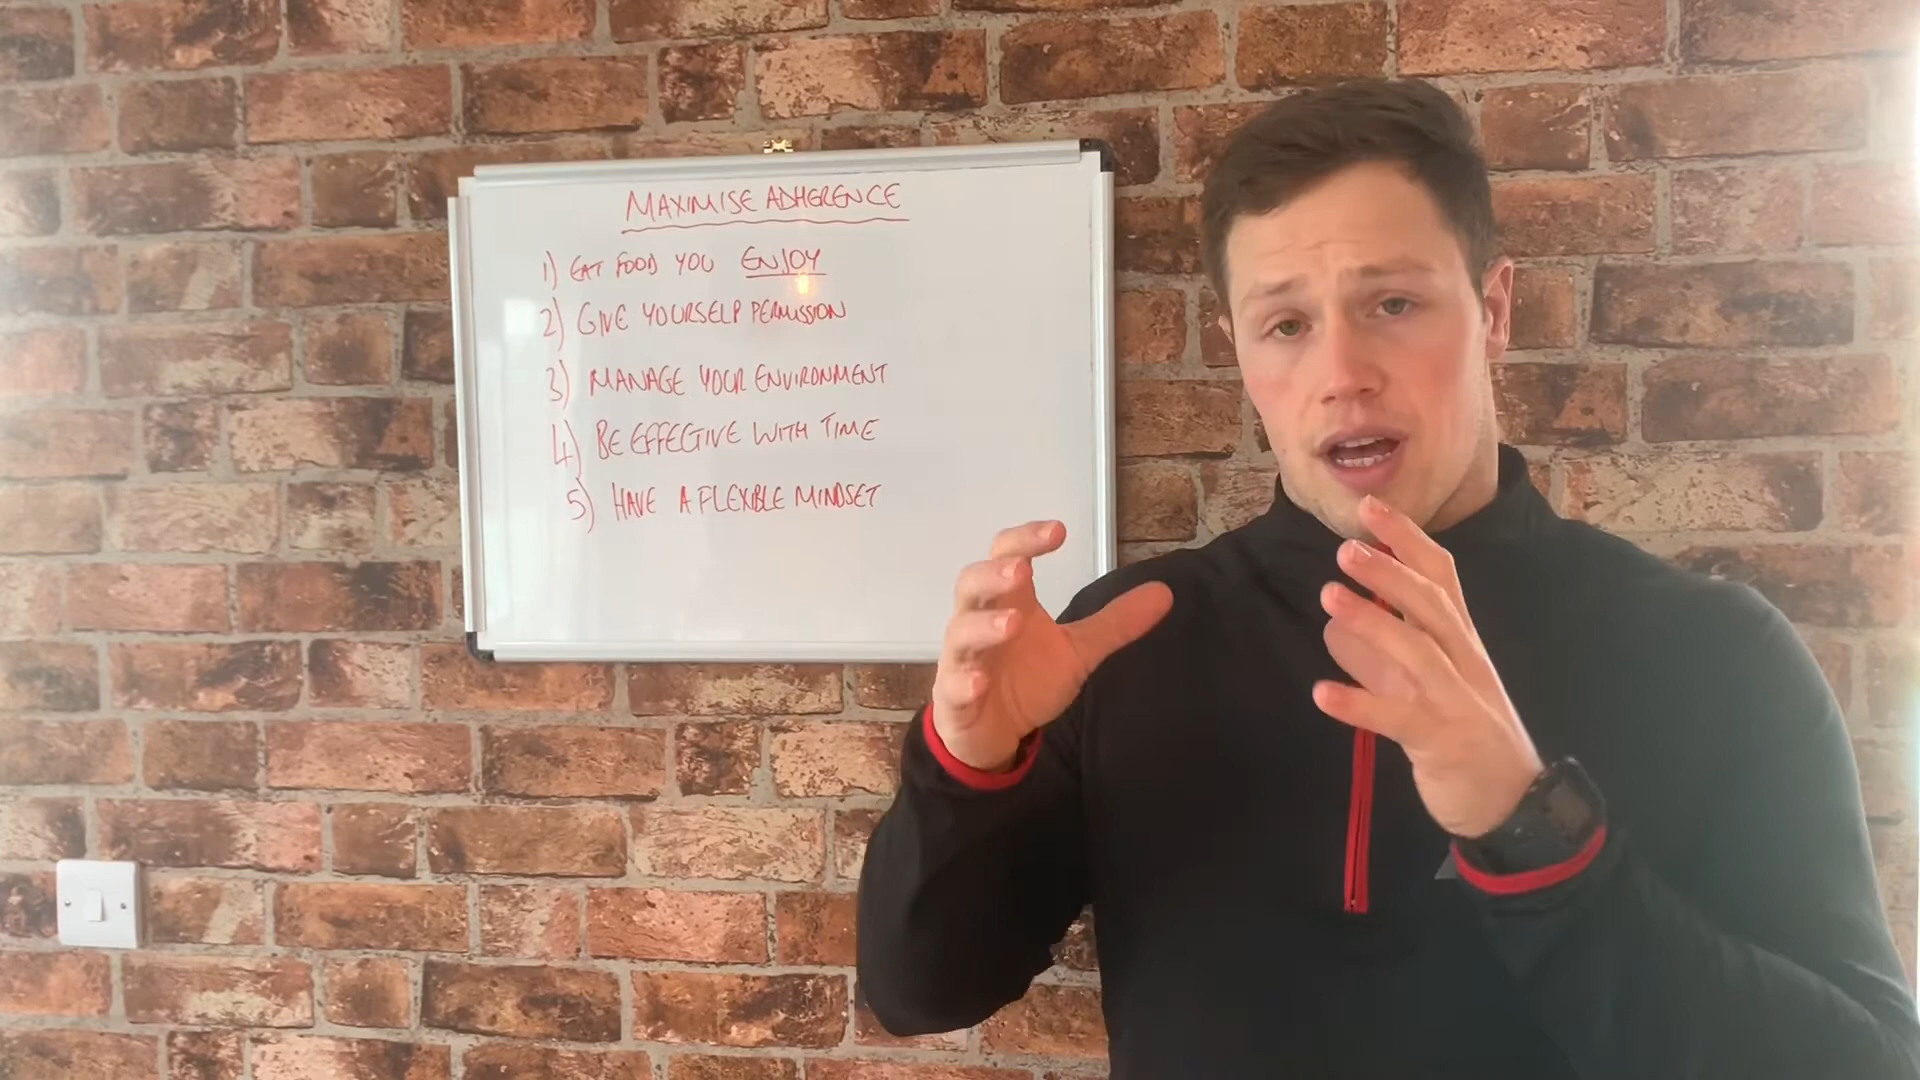 MAXIMISE ADHERENCE
1) EAT FOOD YOU ENJOY
2) GIVE YOURSELF PERMISSION
3) MANAGE YOUR ENVIRONMENT
4) BE EFFECTIVE WITH TIME
5) HAVE A FLEXIBLE MINDSET